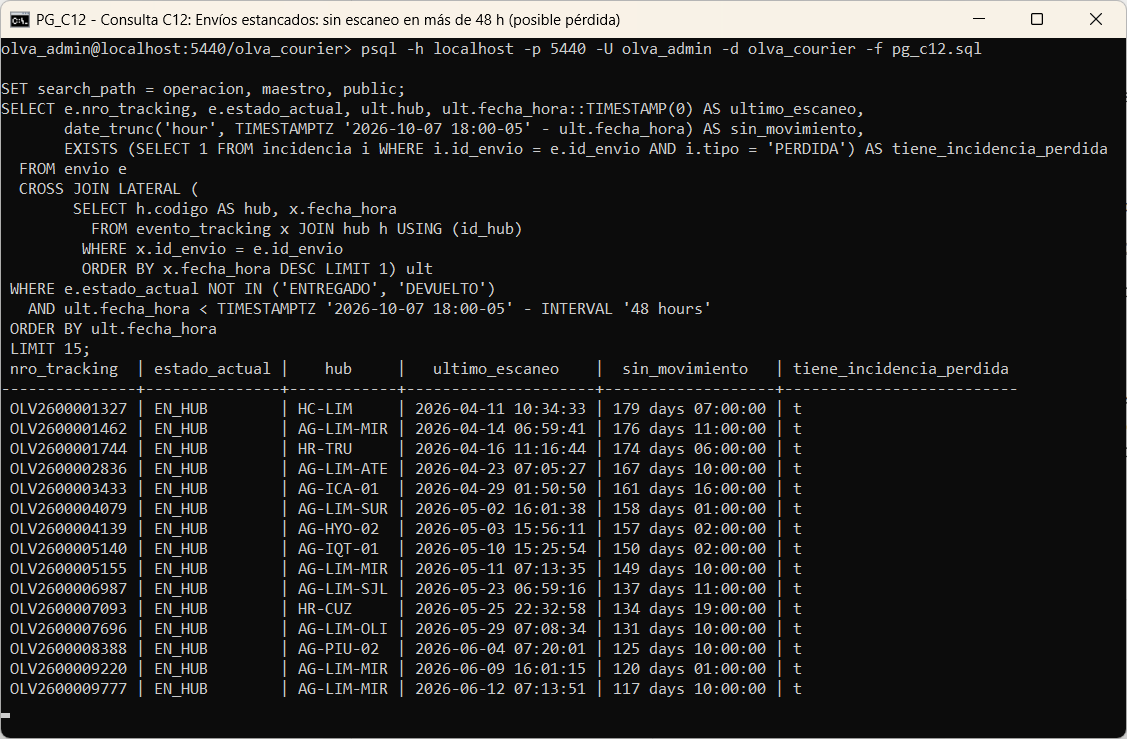 PG_C12 - Consulta C12: Envíos estancados: sin escaneo en más de 48 h (posible pérdida)
olva_admin@localhost:5440/olva_courier> psql -h localhost -p 5440 -U olva_admin -d olva_courier -f pg_c12.sql
SET search_path = operacion, maestro, public;
SELECT e.nro_tracking, e.estado_actual, ult.hub, ult.fecha_hora::TIMESTAMP(0) AS ultimo_escaneo,
       date_trunc('hour', TIMESTAMPTZ '2026-10-07 18:00-05' - ult.fecha_hora) AS sin_movimiento,
       EXISTS (SELECT 1 FROM incidencia i WHERE i.id_envio = e.id_envio AND i.tipo = 'PERDIDA') AS tiene_incidencia_perdida
  FROM envio e
  CROSS JOIN LATERAL (
        SELECT h.codigo AS hub, x.fecha_hora
          FROM evento_tracking x JOIN hub h USING (id_hub)
         WHERE x.id_envio = e.id_envio
         ORDER BY x.fecha_hora DESC LIMIT 1) ult
 WHERE e.estado_actual NOT IN ('ENTREGADO', 'DEVUELTO')
   AND ult.fecha_hora < TIMESTAMPTZ '2026-10-07 18:00-05' - INTERVAL '48 hours'
 ORDER BY ult.fecha_hora
 LIMIT 15;
 nro_tracking  | estado_actual |    hub     |   ultimo_escaneo    |  sin_movimiento   | tiene_incidencia_perdida
---------------+---------------+------------+---------------------+-------------------+--------------------------
 OLV2600001327 | EN_HUB        | HC-LIM     | 2026-04-11 10:34:33 | 179 days 07:00:00 | t
 OLV2600001462 | EN_HUB        | AG-LIM-MIR | 2026-04-14 06:59:41 | 176 days 11:00:00 | t
 OLV2600001744 | EN_HUB        | HR-TRU     | 2026-04-16 11:16:44 | 174 days 06:00:00 | t
 OLV2600002836 | EN_HUB        | AG-LIM-ATE | 2026-04-23 07:05:27 | 167 days 10:00:00 | t
 OLV2600003433 | EN_HUB        | AG-ICA-01  | 2026-04-29 01:50:50 | 161 days 16:00:00 | t
 OLV2600004079 | EN_HUB        | AG-LIM-SUR | 2026-05-02 16:01:38 | 158 days 01:00:00 | t
 OLV2600004139 | EN_HUB        | AG-HYO-02  | 2026-05-03 15:56:11 | 157 days 02:00:00 | t
 OLV2600005140 | EN_HUB        | AG-IQT-01  | 2026-05-10 15:25:54 | 150 days 02:00:00 | t
 OLV2600005155 | EN_HUB        | AG-LIM-MIR | 2026-05-11 07:13:35 | 149 days 10:00:00 | t
 OLV2600006987 | EN_HUB        | AG-LIM-SJL | 2026-05-23 06:59:16 | 137 days 11:00:00 | t
 OLV2600007093 | EN_HUB        | HR-CUZ     | 2026-05-25 22:32:58 | 134 days 19:00:00 | t
 OLV2600007696 | EN_HUB        | AG-LIM-OLI | 2026-05-29 07:08:34 | 131 days 10:00:00 | t
 OLV2600008388 | EN_HUB        | AG-PIU-02  | 2026-06-04 07:20:01 | 125 days 10:00:00 | t
 OLV2600009220 | EN_HUB        | AG-LIM-MIR | 2026-06-09 16:01:15 | 120 days 01:00:00 | t
 OLV2600009777 | EN_HUB        | AG-LIM-MIR | 2026-06-12 07:13:51 | 117 days 10:00:00 | t